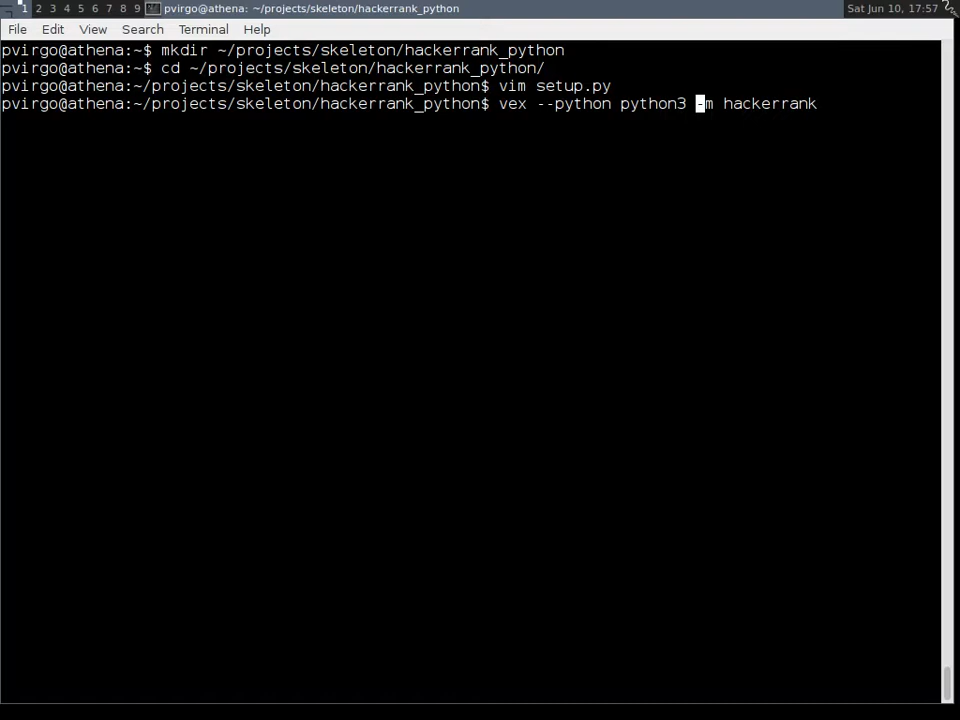 1 2 3 4 5 6 7 8 9 pvirgo@athena: ~/projects/skeleton/hackerrank_python Sat Jun 10, 17:57
File Edit View Search Terminal Help
pvirgo@athena:~$ mkdir ~/projects/skeleton/hackerrank_python
pvirgo@athena:~$ cd ~/projects/skeleton/hackerrank_python/
pvirgo@athena:~/projects/skeleton/hackerrank_python$ vim setup.py
pvirgo@athena:~/projects/skeleton/hackerrank_python$ vex --python python3 -m hackerrank